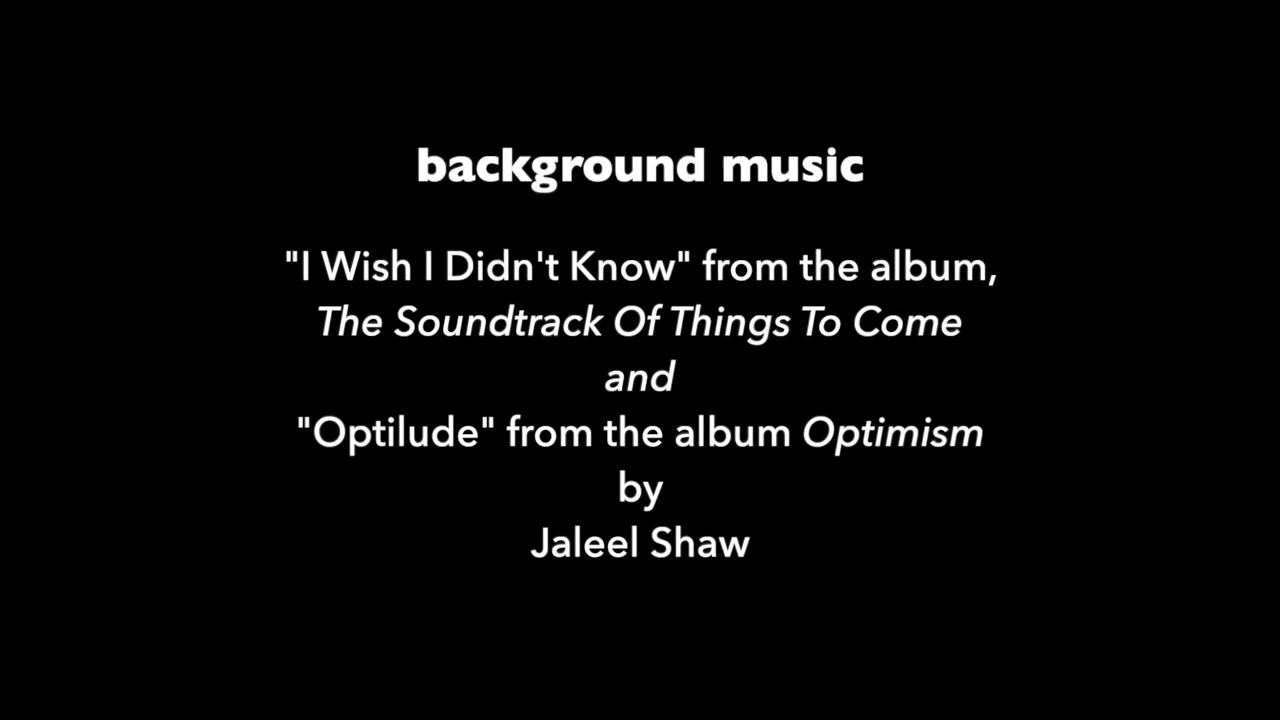 background music
"I Wish I Didn't Know" from the album,
The Soundtrack Of Things To Come
and
"Optilude" from the album Optimism
by
Jaleel Shaw